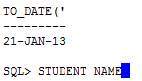 TO_DATE('
---------
21-JAN-13
SQL> STUDENT NAME